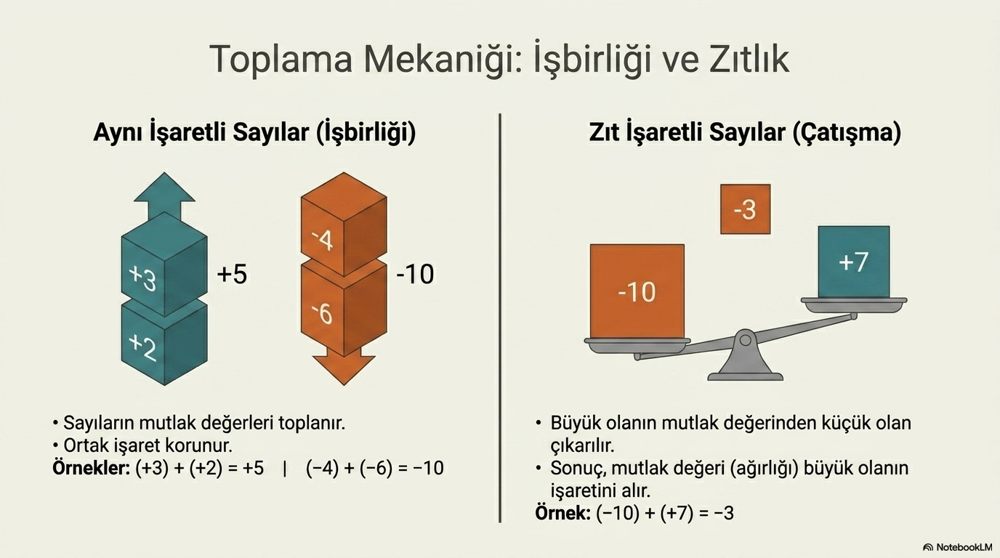 Toplama Mekaniği: İşbirliği ve Zıtlık
Aynı İşaretli Sayılar (İşbirliği)
+3
+2
+5
-4
-6
-10
• Sayıların mutlak değerleri toplanır.
• Ortak işaret korunur.
Örnekler: (+3) + (+2) = +5 | (−4) + (−6) = −10
Zıt İşaretli Sayılar (Çatışma)
-3
-10
+7
• Büyük olanın mutlak değerinden küçük olan
çıkarılır.
• Sonuç, mutlak değeri (ağırlığı) büyük olanın
işaretini alır.
Örnek: (−10) + (+7) = −3
NotebookLM